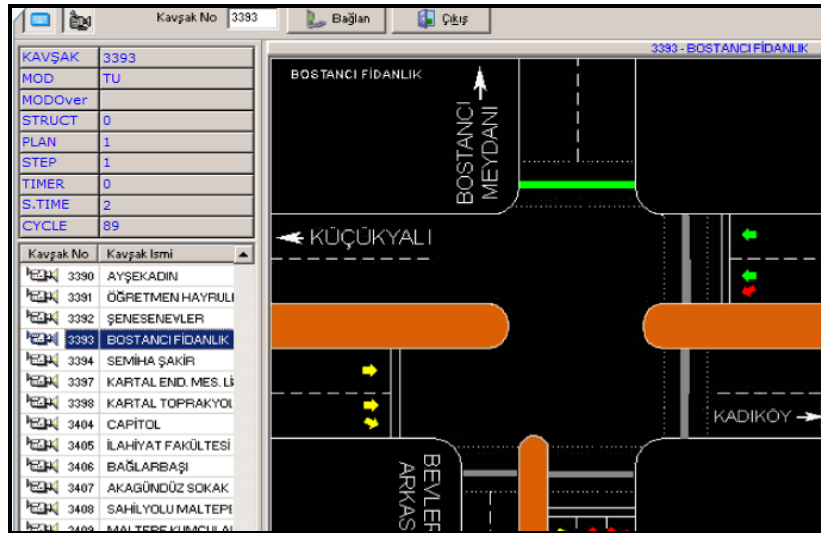 Kavşak No 3393 Bağlan Çıkış
3393 - BOSTANCI FİDANLIK
KAVŞAK 3393
MOD TU
MODOver
STRUCT 0
PLAN 1
STEP 1
TIMER 0
S.TIME 2
CYCLE 89
Kavşak No Kavşak Ismi
3390 AYŞEKADIN
3391 ÖĞRETMEN HAYRULL
3392 ŞENESENEVLER
3393 BOSTANCI FİDANLIK
3394 SEMİHA ŞAKİR
3397 KARTAL END. MES. Lİ
3398 KARTAL TOPRAKYOL
3404 CAPİTOL
3405 İLAHİYAT FAKÜLTESİ
3406 BAĞLARBAŞI
3407 AKAGÜNDÜZ SOKAK
3408 SAHİLYOLU MALTEPE
BOSTANCI FİDANLIK
BOSTANCI
MEYDANI
KÜÇÜKYALI
KADIKÖY
BEVLER
ARKAS